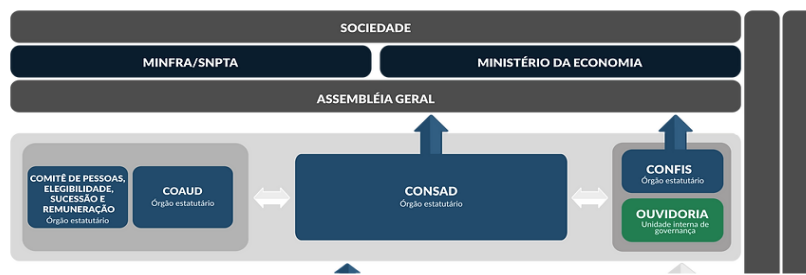 SOCIEDADE
MINFRA/SNPTA
MINISTÉRIO DA ECONOMIA
ASSEMBLÉIA GERAL
COMITÊ DE PESSOAS,
ELEGIBILIDADE,
SUCESSÃO E
REMUNERAÇÃO
Órgão estatutário
COAUD
Órgão estatutário
CONSAD
Órgão estatutário
CONFIS
Órgão estatutário
OUVIDORIA
Unidade interna de
governança